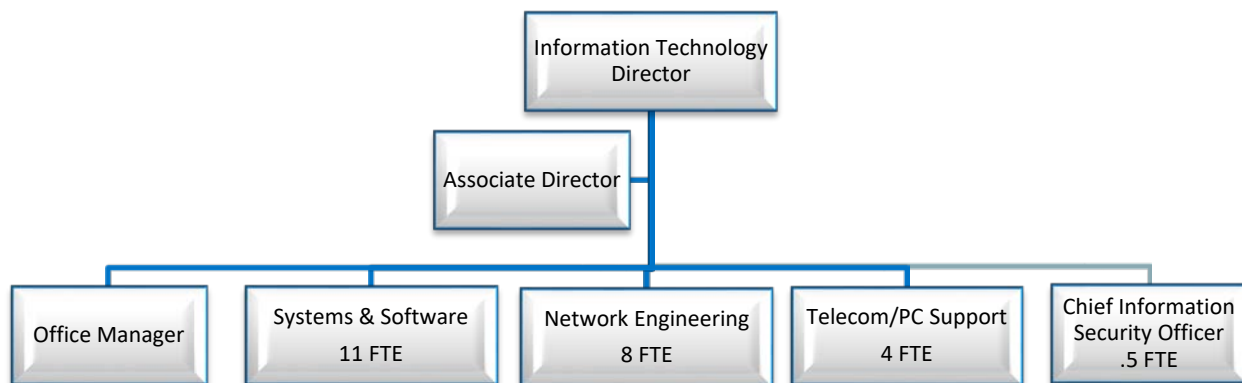 Information Technology
Director
Associate Director
Office Manager
Systems & Software
11 FTE
Network Engineering
8 FTE
Telecom/PC Support
4 FTE
Chief Information
Security Officer
.5 FTE